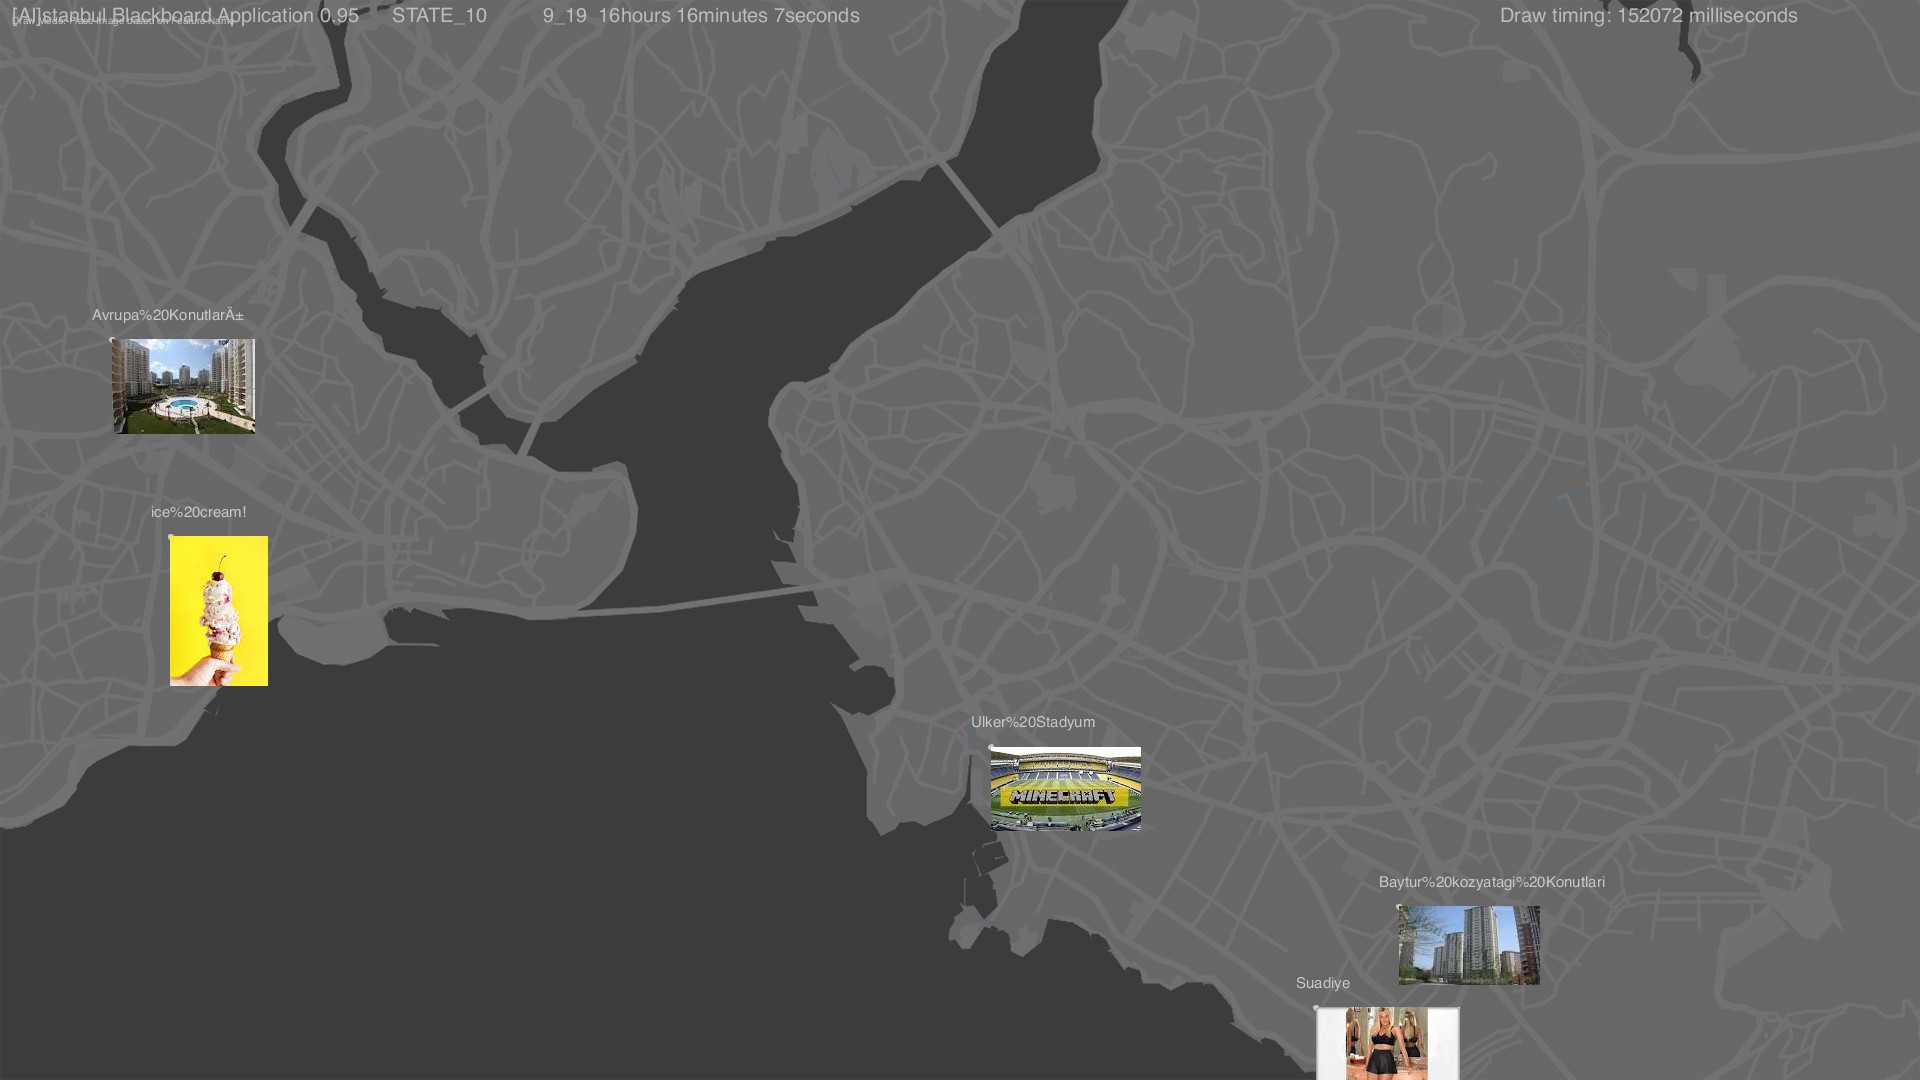 [AI]stanbul Blackboard Application 0.95 STATE_10 9_19 16hours 16minutes 7seconds Draw timing: 152072 milliseconds
Avrupa%20KonutlarÄ±
ice%20cream!
Ulker%20Stadyum
MINECRAFT
Baytur%20kozyatagi%20Konutlari
Suadiye